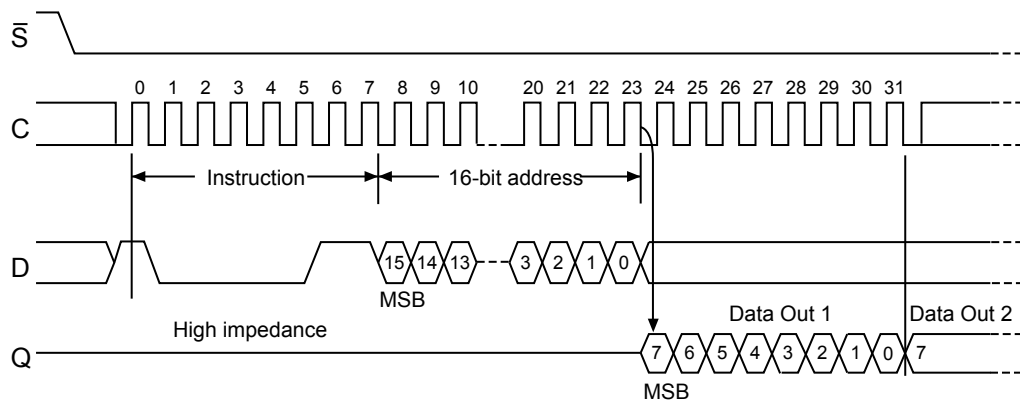 S̅
0 1 2 3 4 5 6 7 8 9 10 20 21 22 23 24 25 26 27 28 29 30 31
C
Instruction 16-bit address
D 15 14 13 3 2 1 0
MSB
High impedance Data Out 1 Data Out 2
Q 7 6 5 4 3 2 1 0 7
MSB